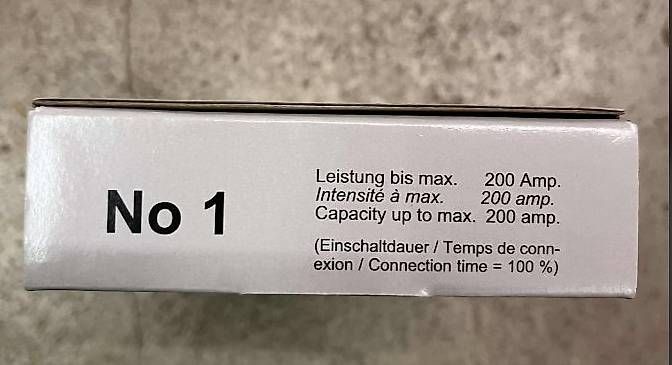 No 1
Leistung bis max. 200 Amp.
Intensité à max. 200 amp.
Capacity up to max. 200 amp.
(Einschaltdauer / Temps de conn-
exion / Connection time = 100 %)